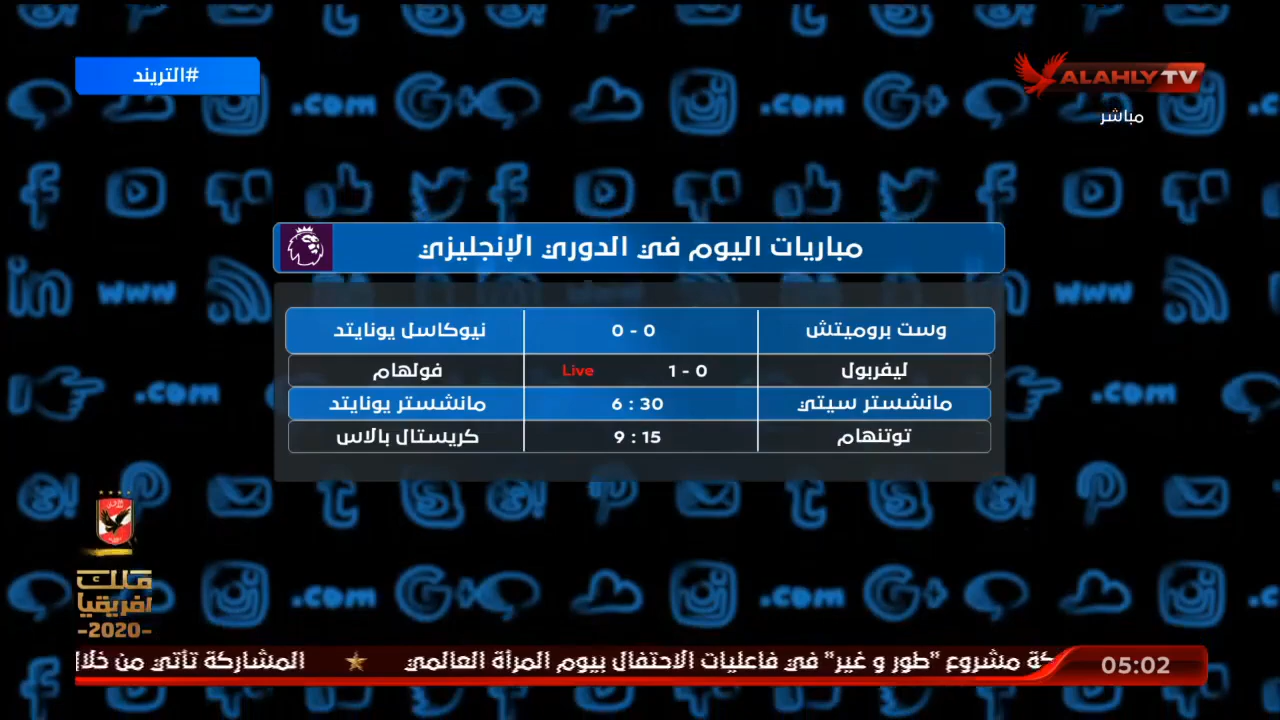 #التريند
ALAHLY TV
مباشر
مباريات اليوم في الدوري الإنجليزي
وست بروميتش 0 - 0 نيوكاسل يونايتد
ليفربول 1 - 0 Live فولهام
مانشستر سيتي 6 : 30 مانشستر يونايتد
توتنهام 9 : 15 كريستال بالاس
ملك
افريقيا
-2020-
05:02
مشروع "طور و غير" في فاعليات الاحتفال بيوم المرأة العالمي ★ المشاركة تأتي من